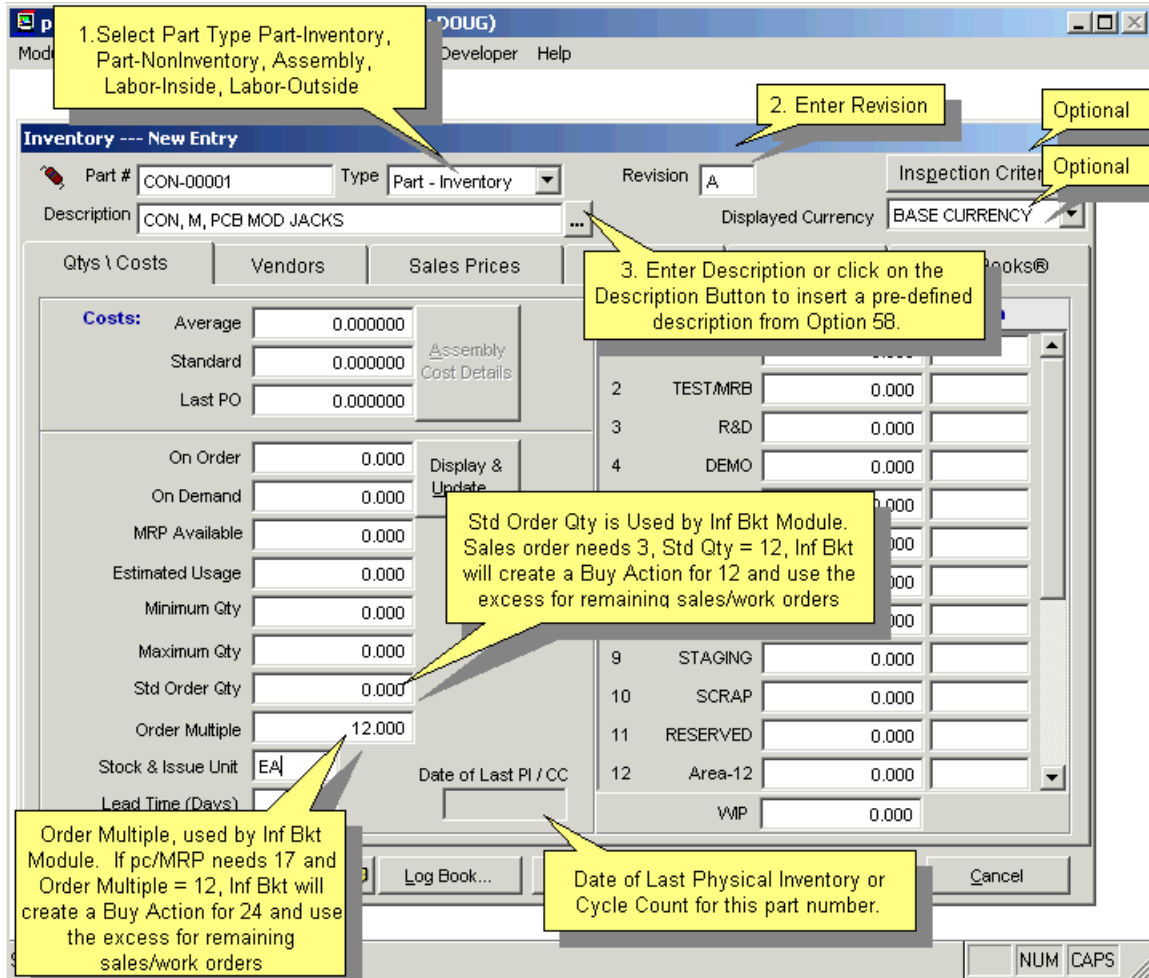 1.Select Part Type Part-Inventory,
Part-NonInventory, Assembly,
Labor-Inside, Labor-Outside
DOUG)
Developer Help
2. Enter Revision
Optional
Inventory --- New Entry
Part # CON-00001 Type Part - Inventory Revision A Inspection
Optional
Description CON, M, PCB MOD JACKS ... Displayed Currency BASE CURRENCY
Qtys \ Costs Vendors Sales Prices
3. Enter Description or click on the
Description Button to insert a pre-defined
description from Option 58.
Costs: Average 0.000000
Standard 0.000000
Last PO 0.000000
Assembly
Cost Details
On Order 0.000
On Demand 0.000
MRP Available 0.000
Estimated Usage 0.000
Minimum Qty 0.000
Maximum Qty 0.000
Std Order Qty 0.000
Order Multiple 12.000
Stock & Issue Unit EA
Lead Time (Days)
Display &
Update
Date of Last PI / CC
2 TEST/MRB 0.000
3 R&D 0.000
4 DEMO 0.000
Std Order Qty is Used by Inf Bkt Module.
Sales order needs 3, Std Qty = 12, Inf Bkt
will create a Buy Action for 12 and use the
excess for remaining sales/work orders
9 STAGING 0.000
10 SCRAP 0.000
11 RESERVED 0.000
12 Area-12 0.000
WIP 0.000
Order Multiple, used by Inf Bkt
Module. If pc/MRP needs 17 and
Order Multiple = 12, Inf Bkt will
create a Buy Action for 24 and use
the excess for remaining
sales/work orders
Log Book...
Date of Last Physical Inventory or
Cycle Count for this part number.
Cancel
NUM CAPS